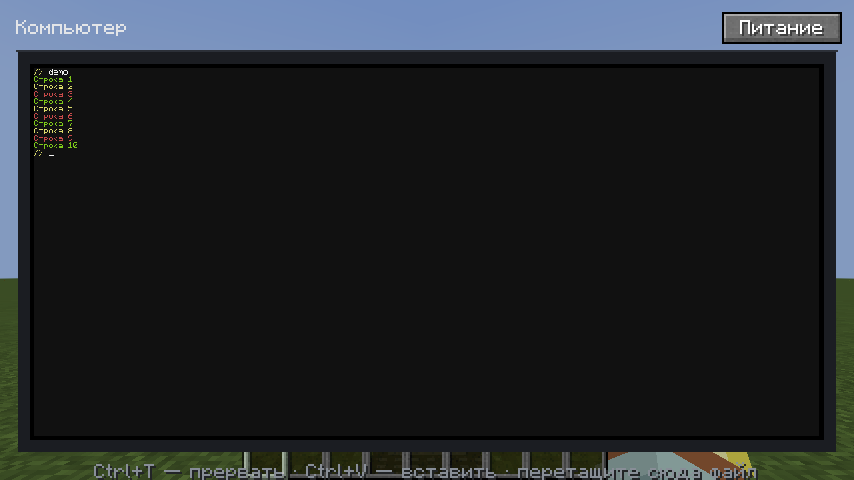 Компьютер
Питание
/> demo
Строка 1
Строка 2
Строка 3
Строка 4
Строка 5
Строка 6
Строка 7
Строка 8
Строка 9
Строка 10
/> _
Ctrl+T — прервать · Ctrl+V — вставить · перетащите сюда файл